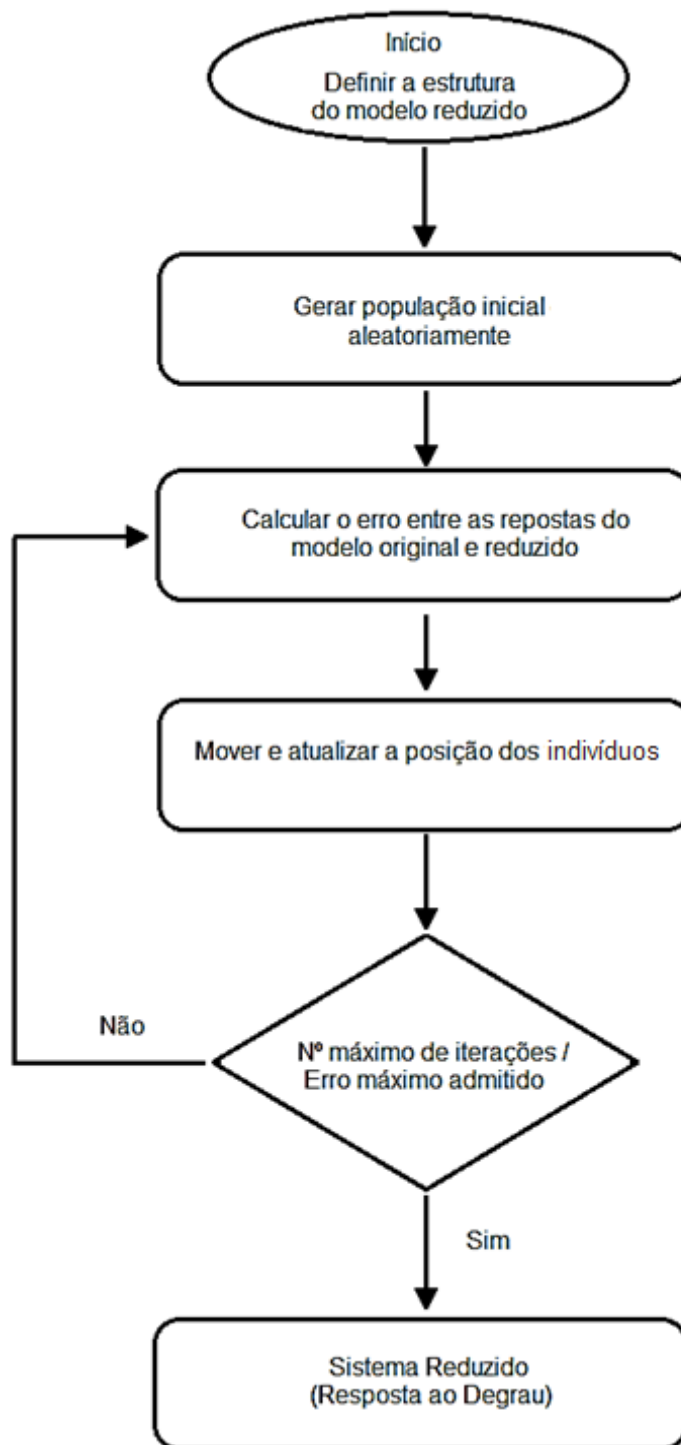 Início
Definir a estrutura
do modelo reduzido
Gerar população inicial
aleatoriamente
Calcular o erro entre as repostas do
modelo original e reduzido
Mover e atualizar a posição dos indivíduos
Não
Nº máximo de iterações /
Erro máximo admitido
Sim
Sistema Reduzido
(Resposta ao Degrau)